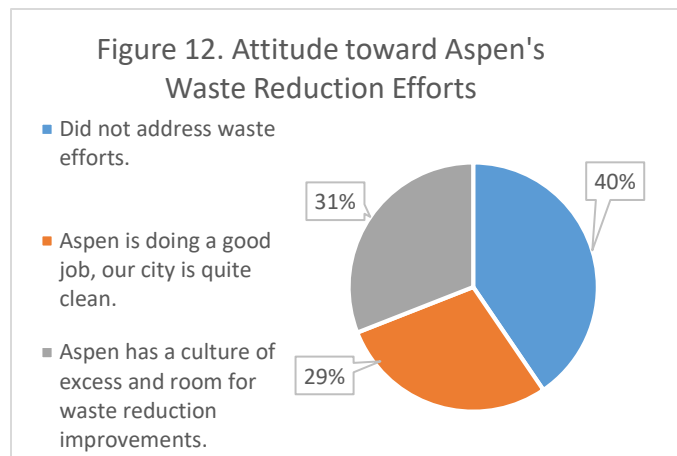 Figure 12. Attitude toward Aspen's
Waste Reduction Efforts
Did not address waste
efforts.
Aspen is doing a good
job, our city is quite
clean.
Aspen has a culture of
excess and room for
waste reduction
improvements.
40%
31%
29%